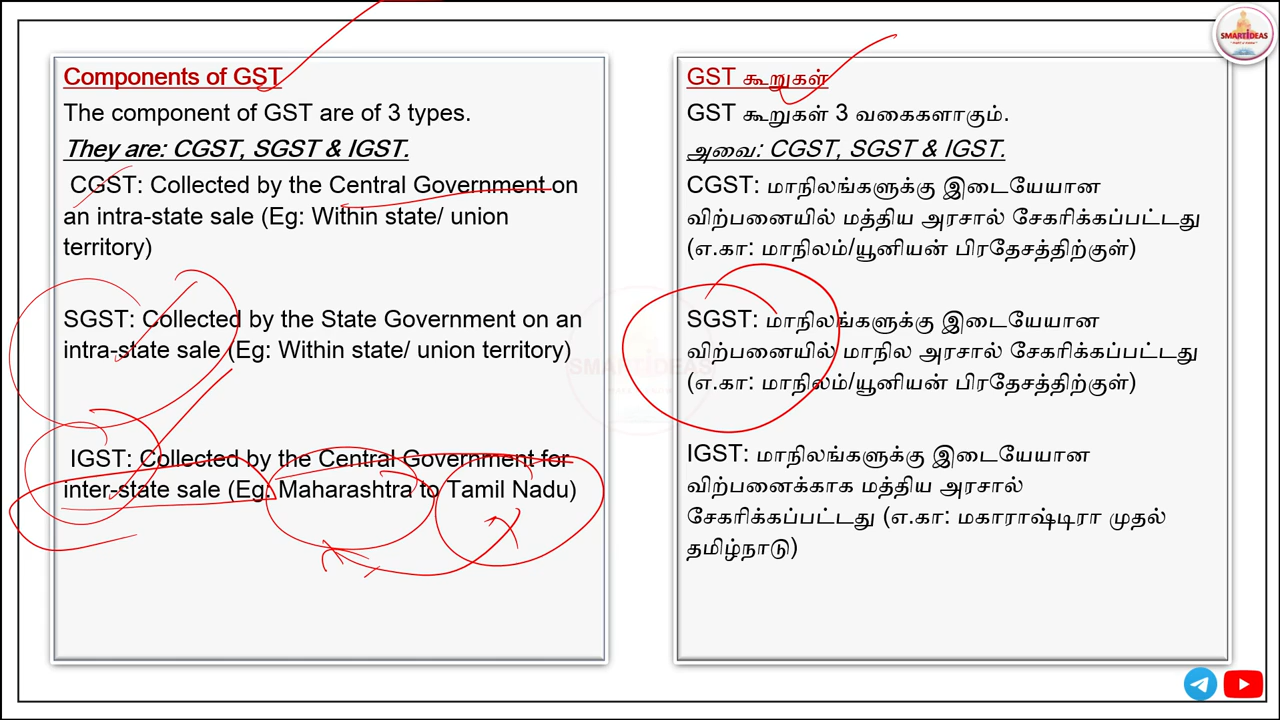 SMARTIDEAS
Components of GST
The component of GST are of 3 types.
They are: CGST, SGST & IGST.
CGST: Collected by the Central Government on
an intra-state sale (Eg: Within state/ union
territory)
SGST: Collected by the State Government on an
intra-state sale (Eg: Within state/ union territory)
IGST: Collected by the Central Government for
inter-state sale (Eg: Maharashtra to Tamil Nadu)
GST கூறுகள்
GST கூறுகள் 3 வகைகளாகும்.
அவை: CGST, SGST & IGST.
CGST: மாநிலங்களுக்கு இடையேயான
விற்பனையில் மத்திய அரசால் சேகரிக்கப்பட்டது
(எ.கா: மாநிலம்/யூனியன் பிரதேசத்திற்குள்)
SGST: மாநிலங்களுக்கு இடையேயான
விற்பனையில் மாநில அரசால் சேகரிக்கப்பட்டது
(எ.கா: மாநிலம்/யூனியன் பிரதேசத்திற்குள்)
IGST: மாநிலங்களுக்கு இடையேயான
விற்பனைக்காக மத்திய அரசால்
சேகரிக்கப்பட்டது (எ.கா: மகாராஷ்டிரா முதல்
தமிழ்நாடு)
SMARTIDEAS